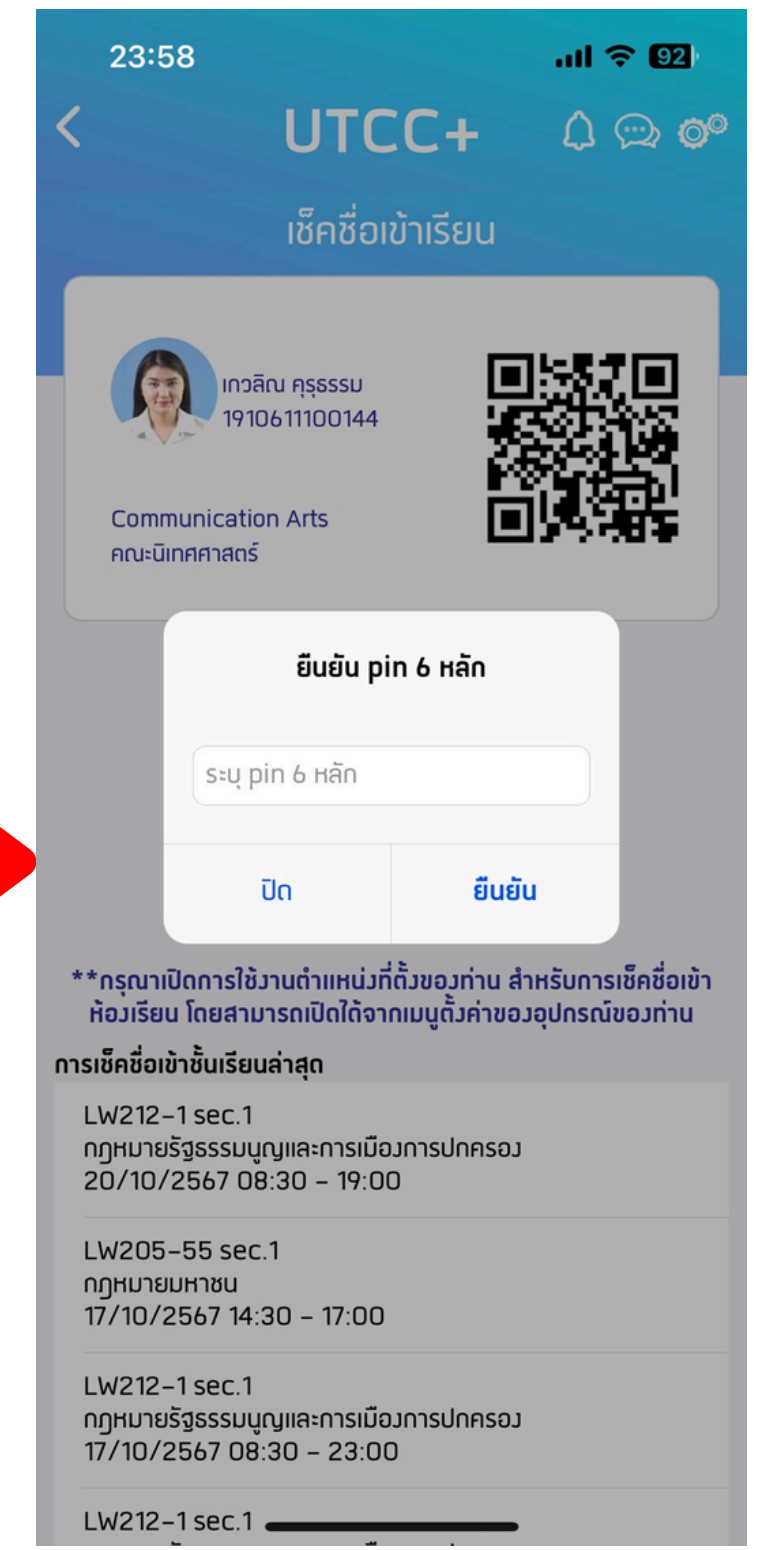 23:58
92
UTCC+
เช็คชื่อเข้าเรียน
เกวลิณ คุรุธรรม
1910611100144
Communication Arts
คณะนิเทศศาสตร์
ยืนยัน pin 6 หลัก
ระบุ pin 6 หลัก
ปิด
ยืนยัน
**กรุณาเปิดการใช้งานตำแหน่งที่ตั้งของท่าน สำหรับการเช็คชื่อเข้า
ห้องเรียน โดยสามารถเปิดได้จากเมนูตั้งค่าของอุปกรณ์ของท่าน
การเช็คชื่อเข้าชั้นเรียนล่าสุด
LW212-1 sec.1
กฎหมายรัฐธรรมนูญและการเมืองการปกครอง
20/10/2567 08:30 - 19:00
LW205-55 sec.1
กฎหมายมหาชน
17/10/2567 14:30 - 17:00
LW212-1 sec.1
กฎหมายรัฐธรรมนูญและการเมืองการปกครอง
17/10/2567 08:30 - 23:00
LW212-1 sec.1